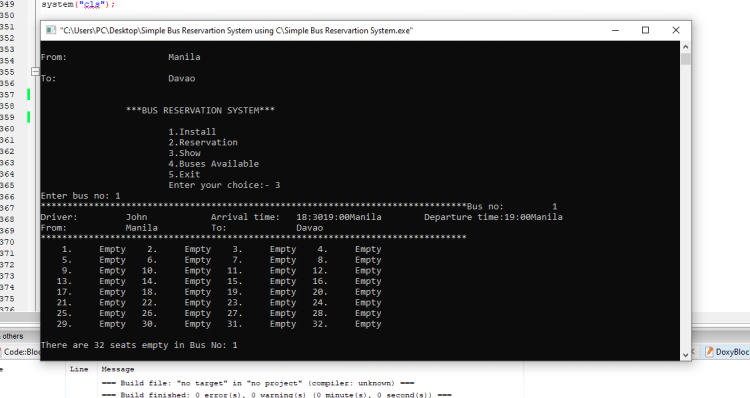 349 system("cls");
350
351
352
353
354
355
356
357
358
359
360
361
362
363
364
365
366
367
368
369
370
371
372
373
374
375
376
"C:\Users\PC\Desktop\Simple Bus Reservartion System using C\Simple Bus Reservartion System.exe"
From: Manila
To: Davao
***BUS RESERVATION SYSTEM***
1.Install
2.Reservation
3.Show
4.Buses Available
5.Exit
Enter your choice:- 3
Enter bus no: 1
********************************************************************************Bus no: 1
Driver: John Arrival time: 18:3019:00Manila Departure time:19:00Manila
From: Manila To: Davao
********************************************************************************
1. Empty 2. Empty 3. Empty 4. Empty
5. Empty 6. Empty 7. Empty 8. Empty
9. Empty 10. Empty 11. Empty 12. Empty
13. Empty 14. Empty 15. Empty 16. Empty
17. Empty 18. Empty 19. Empty 20. Empty
21. Empty 22. Empty 23. Empty 24. Empty
25. Empty 26. Empty 27. Empty 28. Empty
29. Empty 30. Empty 31. Empty 32. Empty
There are 32 seats empty in Bus No: 1
others
Code::Bloc DoxyBloc
Line Message
=== Build file: "no target" in "no project" (compiler: unknown) ===
=== Build finished: 0 error(s), 0 warning(s) (0 minute(s), 0 second(s)) ===